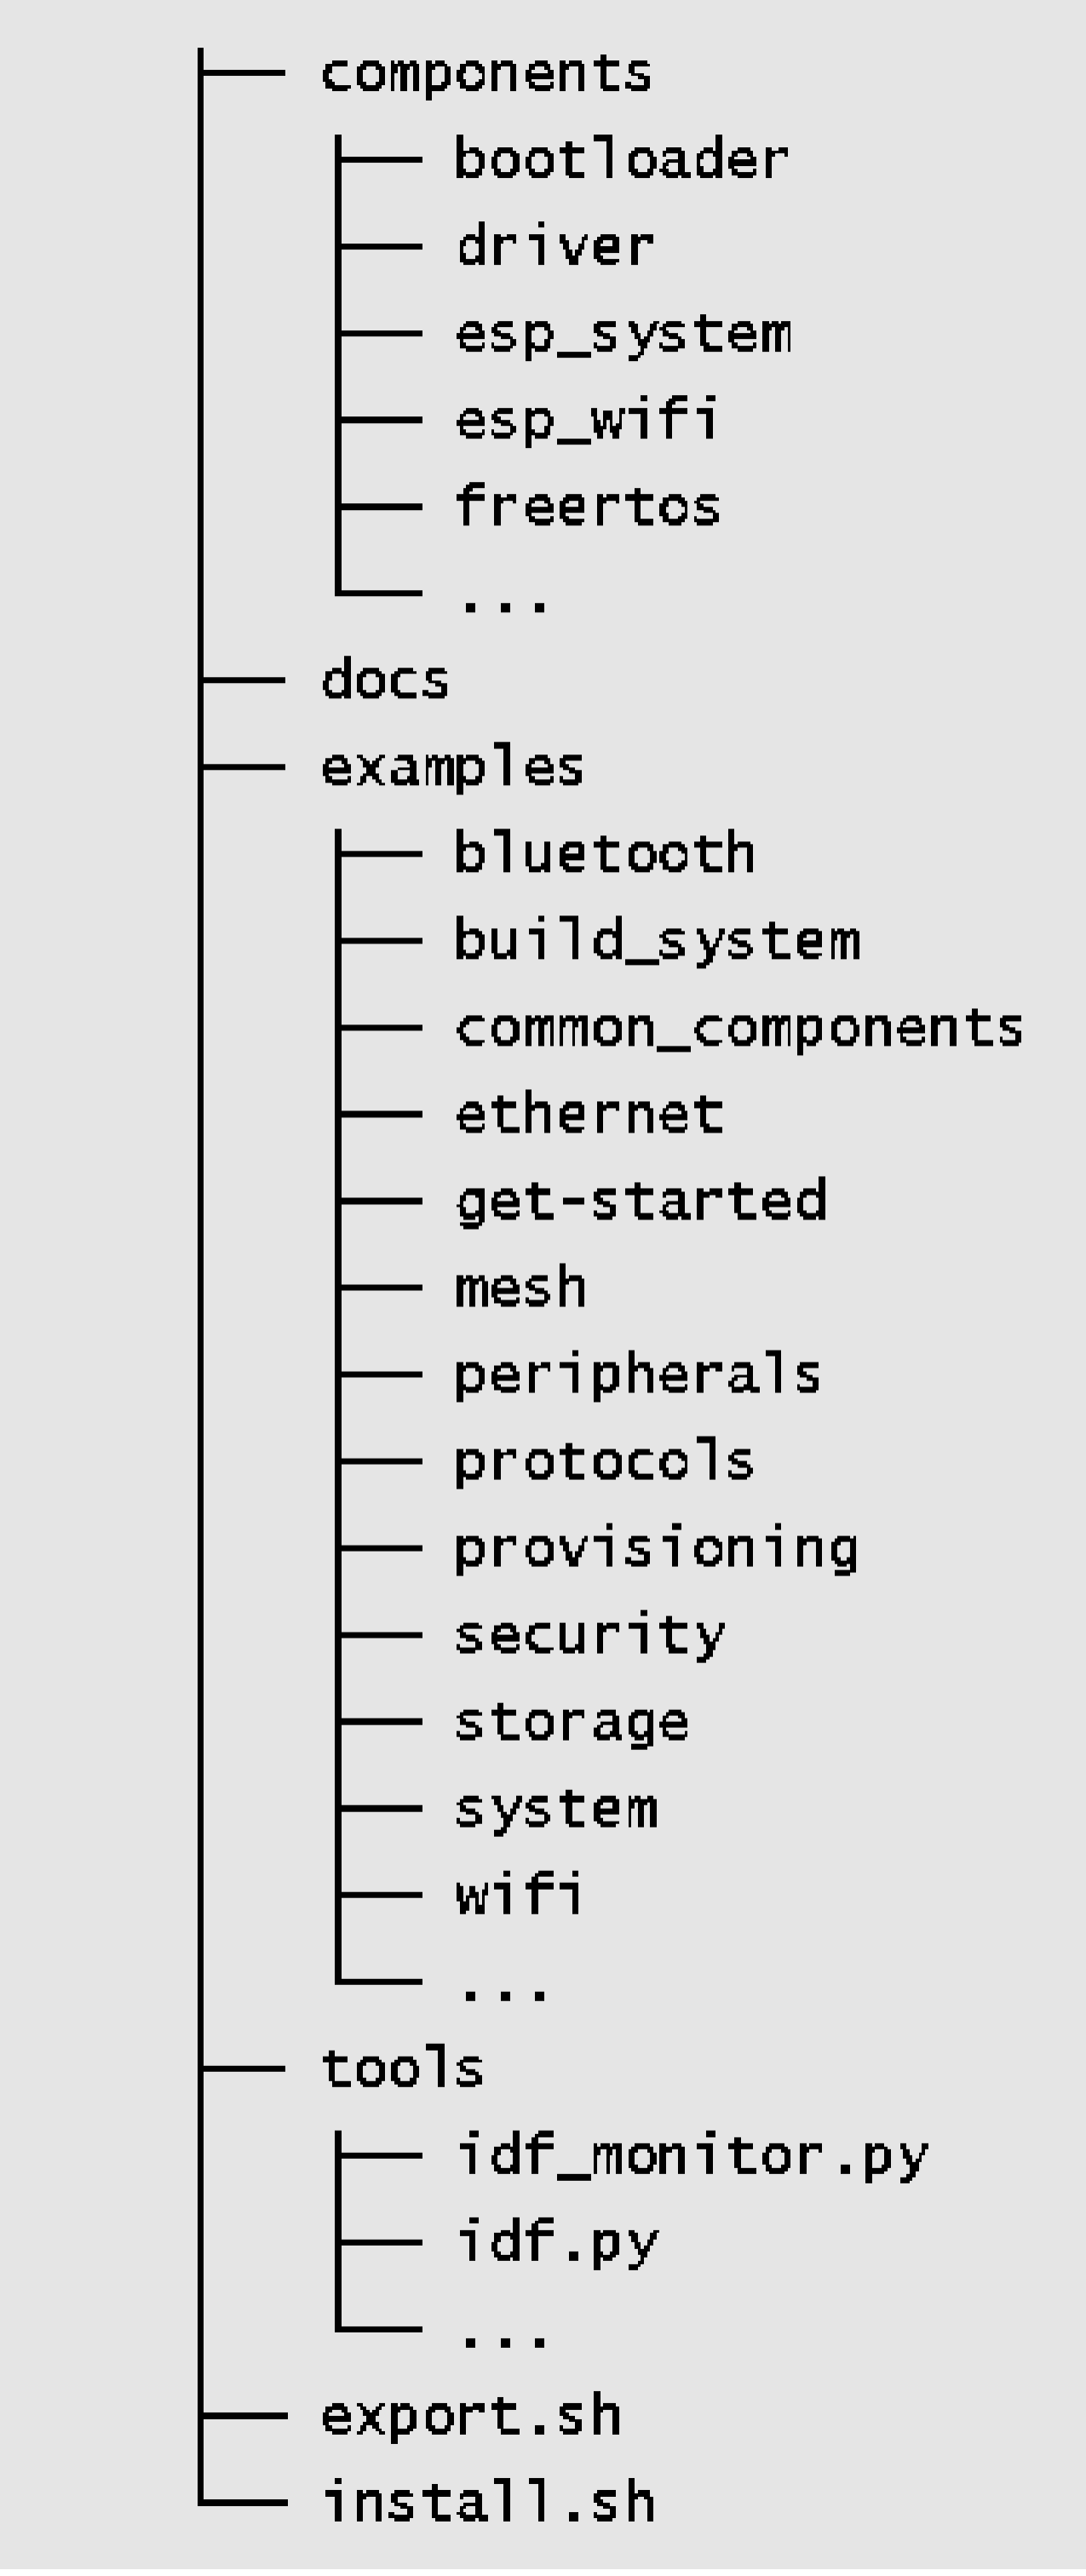 components
bootloader
driver
esp_system
esp_wifi
freertos
...
docs
examples
bluetooth
build_system
common_components
ethernet
get-started
mesh
peripherals
protocols
provisioning
security
storage
system
wifi
...
tools
idf_monitor.py
idf.py
...
export.sh
install.sh